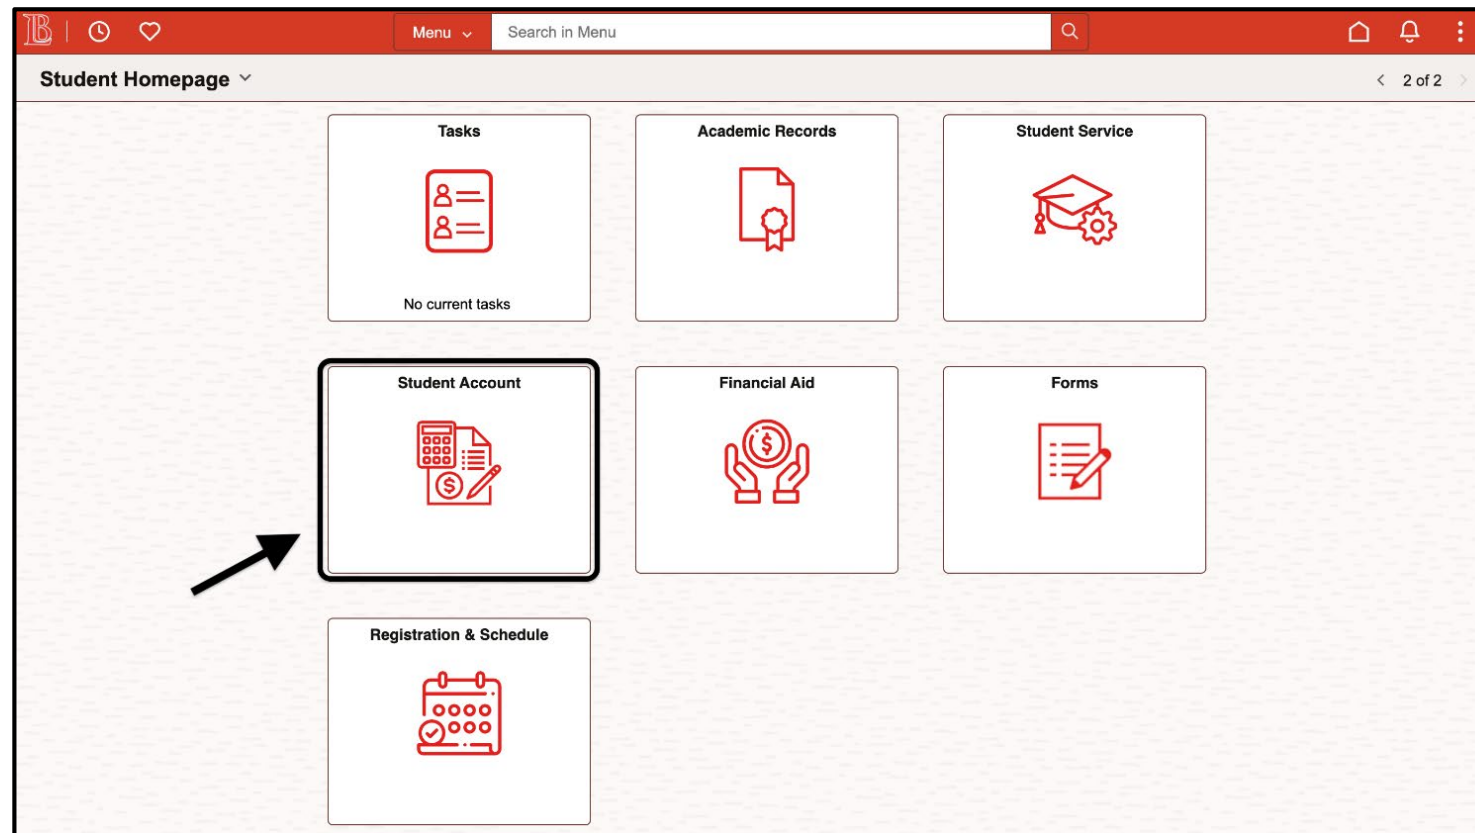 B
Menu
Search in Menu
Student Homepage
2 of 2
Tasks
Academic Records
Student Service
No current tasks
Student Account
Financial Aid
Forms
$
$
Registration & Schedule